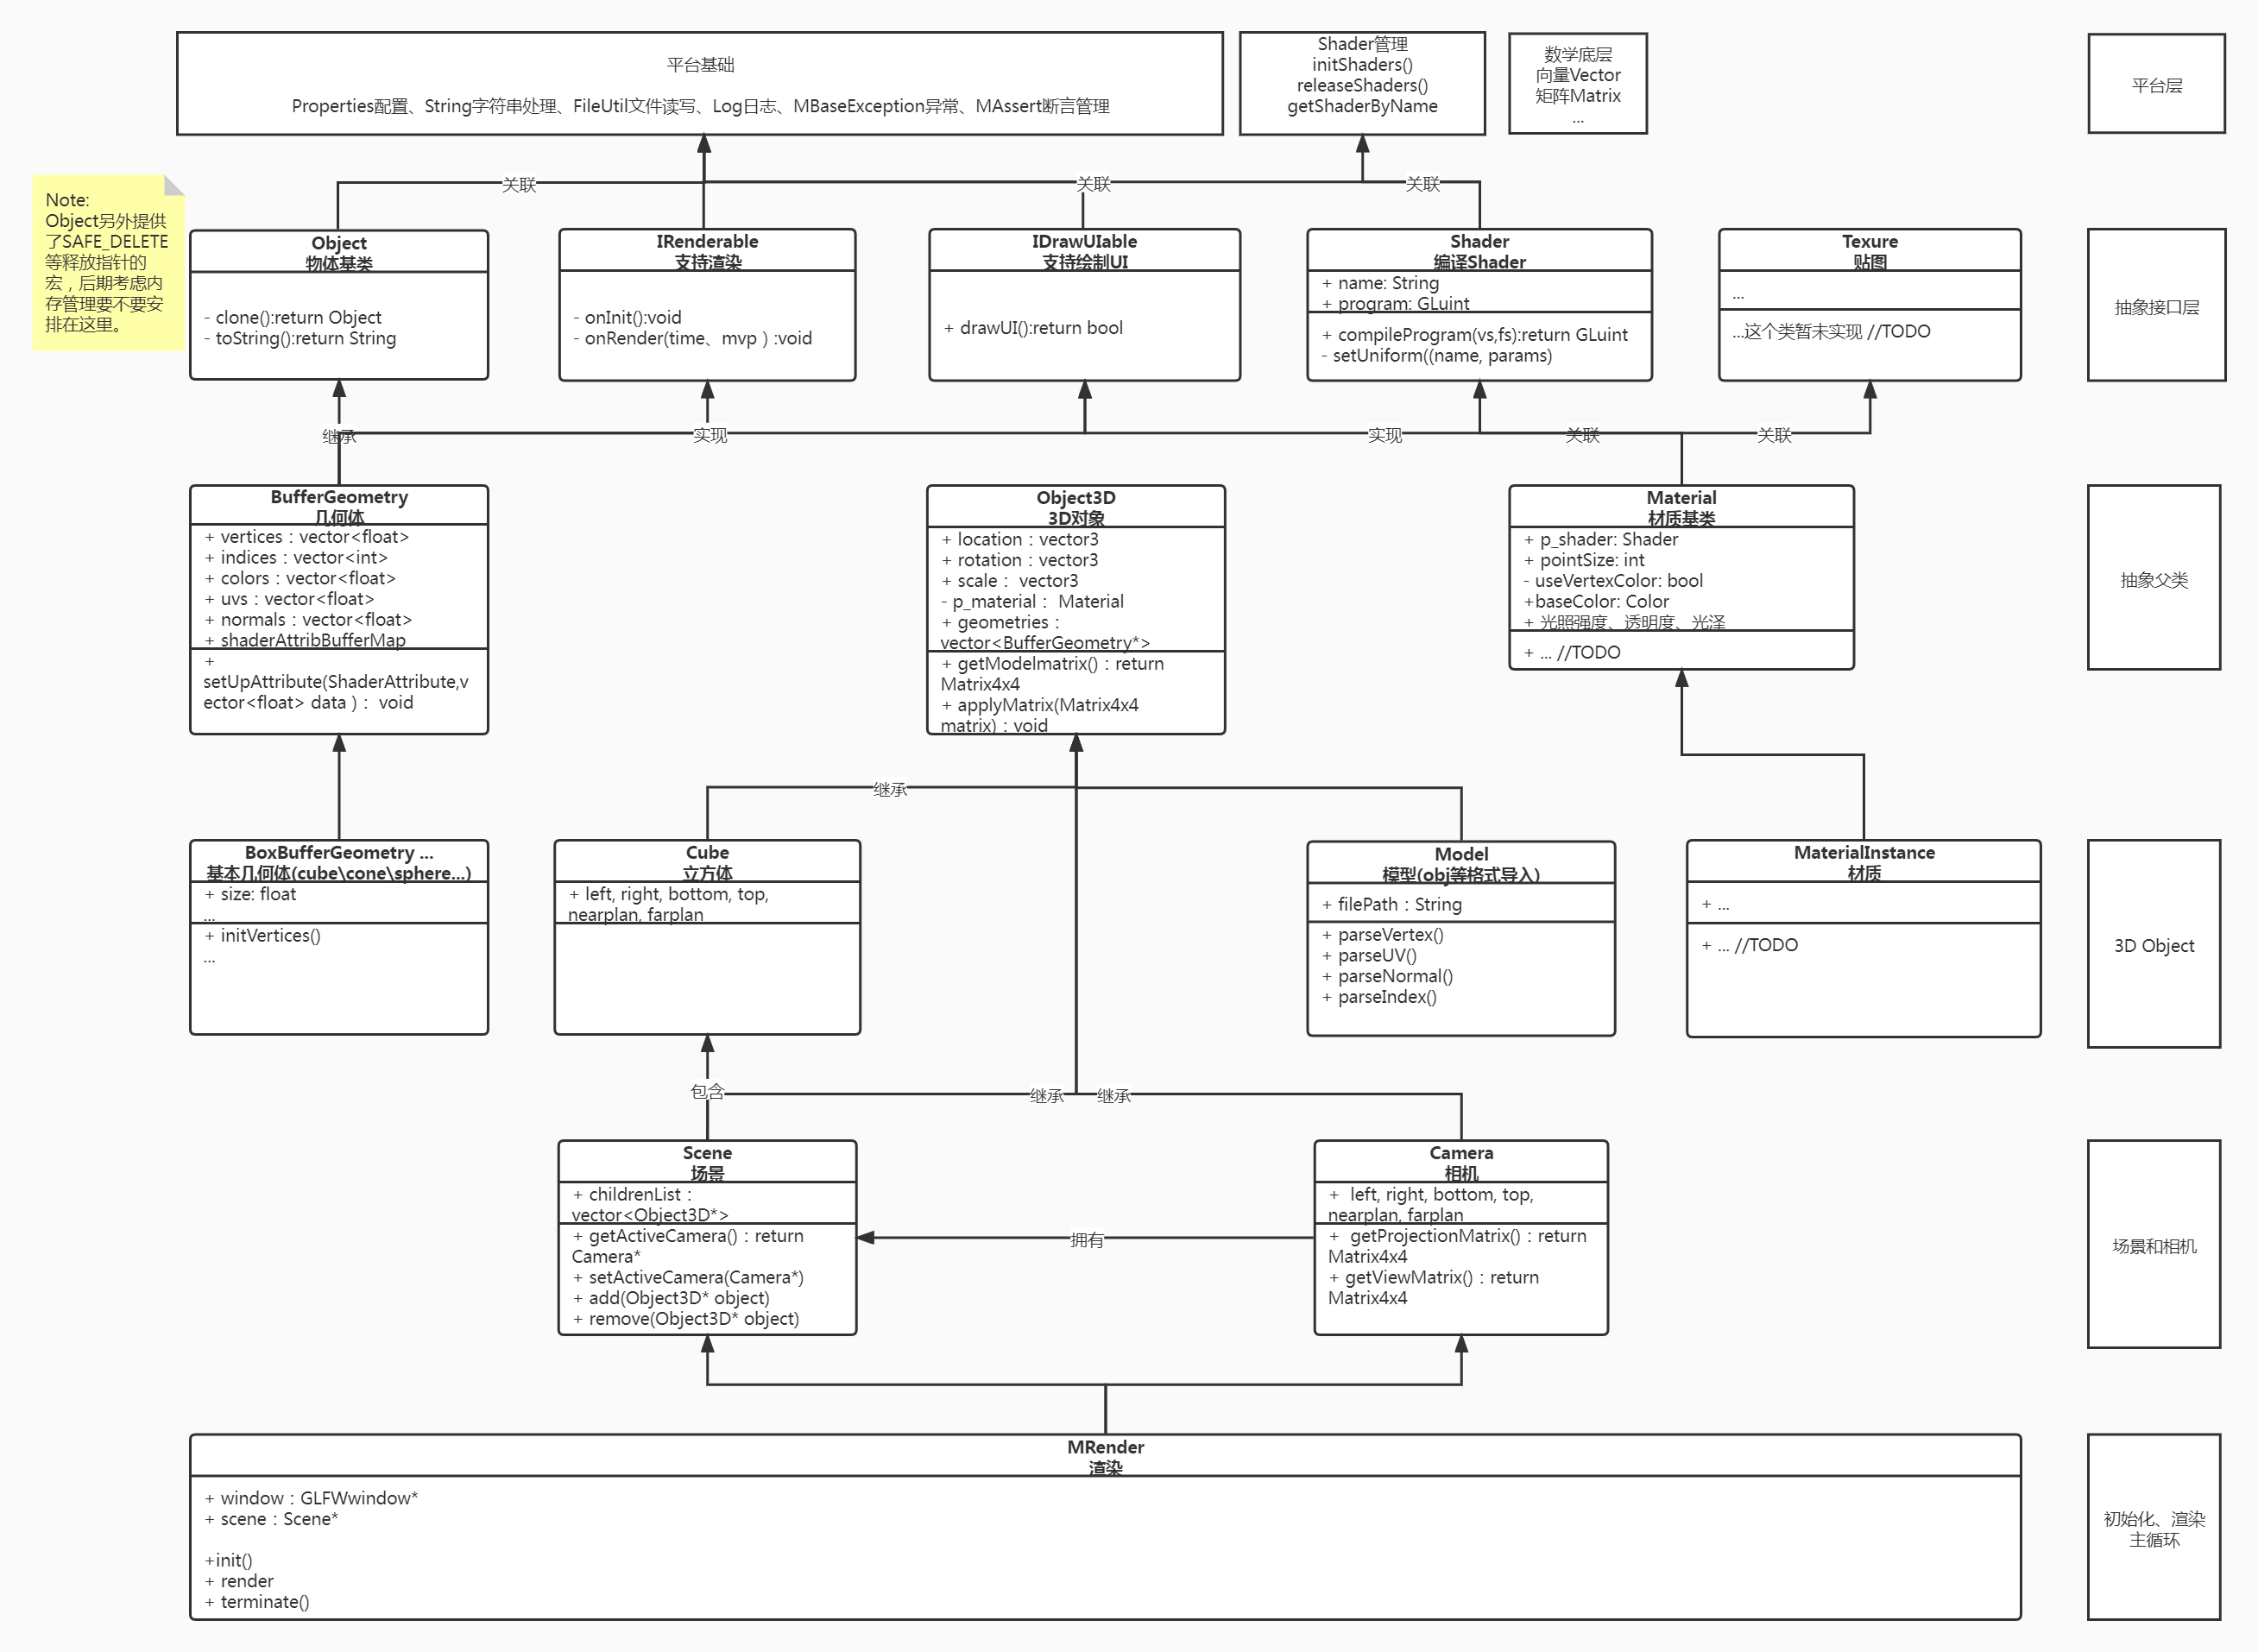 平台基础
Properties配置、String字符串处理、FileUtil文件读写、Log日志、MBaseException异常、MAssert断言管理
Shader管理
initShaders()
releaseShaders()
getShaderByName
数学底层
向量Vector
矩阵Matrix
...
平台层
关联
关联
关联
Note:
Object另外提供
了SAFE_DELETE
等释放指针的
宏，后期考虑内
存管理要不要安
排在这里。
Object
物体基类
- clone():return Object
- toString():return String
IRenderable
支持渲染
- onInit():void
- onRender(time、mvp ) :void
IDrawUIable
支持绘制UI
+ drawUI():return bool
Shader
编译Shader
+ name: String
+ program: GLuint
+ compileProgram(vs,fs):return GLuint
- setUniform((name, params)
Texure
贴图
...
...这个类暂未实现 //TODO
抽象接口层
继承
实现
实现
关联
关联
BufferGeometry
几何体
+ vertices : vector<float>
+ indices : vector<int>
+ colors : vector<float>
+ uvs : vector<float>
+ normals : vector<float>
+ shaderAttribBufferMap
+
setUpAttribute(ShaderAttribute,v
ector<float> data ) : void
Object3D
3D对象
+ location : vector3
+ rotation : vector3
+ scale : vector3
- p_material : Material
+ geometries :
vector<BufferGeometry*>
+ getModelmatrix() : return
Matrix4x4
+ applyMatrix(Matrix4x4
matrix) : void
Material
材质基类
+ p_shader: Shader
+ pointSize: int
- useVertexColor: bool
+baseColor: Color
+ 光照强度、透明度、光泽
+ ... //TODO
抽象父类
继承
BoxBufferGeometry ...
基本几何体(cube\cone\sphere...)
+ size: float
...
+ initVertices()
...
Cube
立方体
+ left, right, bottom, top,
nearplan, farplan
Model
模型(obj等格式导入)
+ filePath : String
+ parseVertex()
+ parseUV()
+ parseNormal()
+ parseIndex()
MaterialInstance
材质
+ ...
+ ... //TODO
3D Object
包含
继承
继承
Scene
场景
+ childrenList :
vector<Object3D*>
+ getActiveCamera() : return
Camera*
+ setActiveCamera(Camera*)
+ add(Object3D* object)
+ remove(Object3D* object)
拥有
Camera
相机
+ left, right, bottom, top,
nearplan, farplan
+ getProjectionMatrix() : return
Matrix4x4
+ getViewMatrix() : return
Matrix4x4
场景和相机
MRender
渲染
+ window : GLFWwindow*
+ scene : Scene*
+init()
+ render
+ terminate()
初始化、渲染
主循环